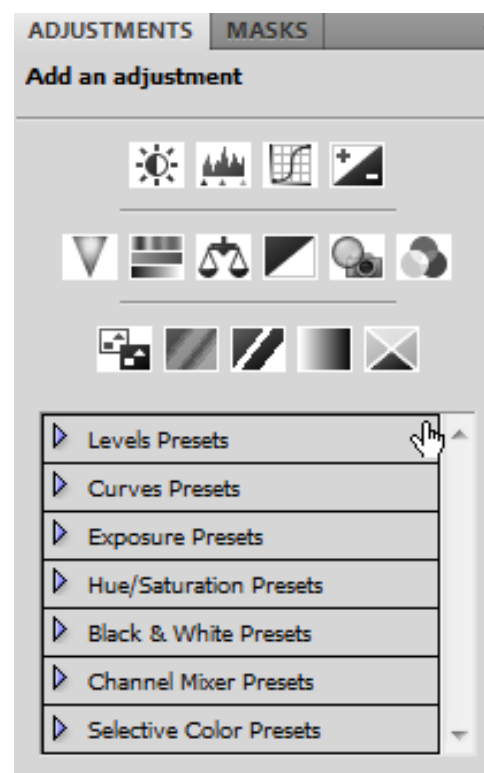 ADJUSTMENTS MASKS
Add an adjustment
Levels Presets
Curves Presets
Exposure Presets
Hue/Saturation Presets
Black & White Presets
Channel Mixer Presets
Selective Color Presets